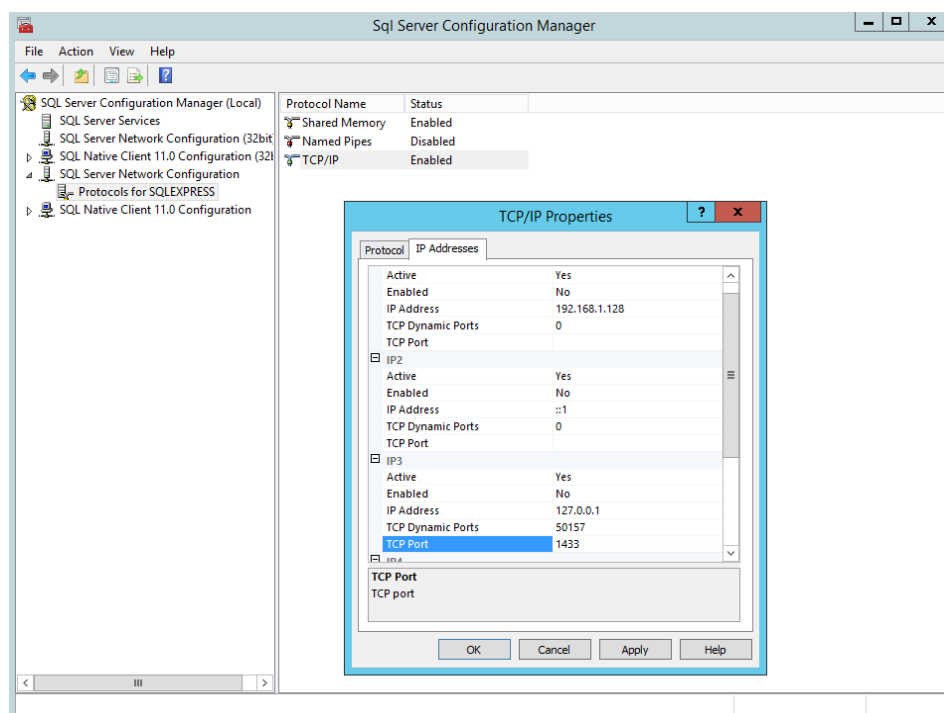 Sql Server Configuration Manager
File Action View Help
SQL Server Configuration Manager (Local)
SQL Server Services
SQL Server Network Configuration (32bit
SQL Native Client 11.0 Configuration (32b
SQL Server Network Configuration
Protocols for SQLEXPRESS
SQL Native Client 11.0 Configuration
Protocol Name Status
Shared Memory Enabled
Named Pipes Disabled
TCP/IP Enabled
TCP/IP Properties
? x
Protocol IP Addresses
Active Yes
Enabled No
IP Address 192.168.1.128
TCP Dynamic Ports 0
TCP Port
IP2
Active Yes
Enabled No
IP Address ::1
TCP Dynamic Ports 0
TCP Port
IP3
Active Yes
Enabled No
IP Address 127.0.0.1
TCP Dynamic Ports 50157
TCP Port 1433
IP4
TCP Port
TCP port
OK Cancel Apply Help